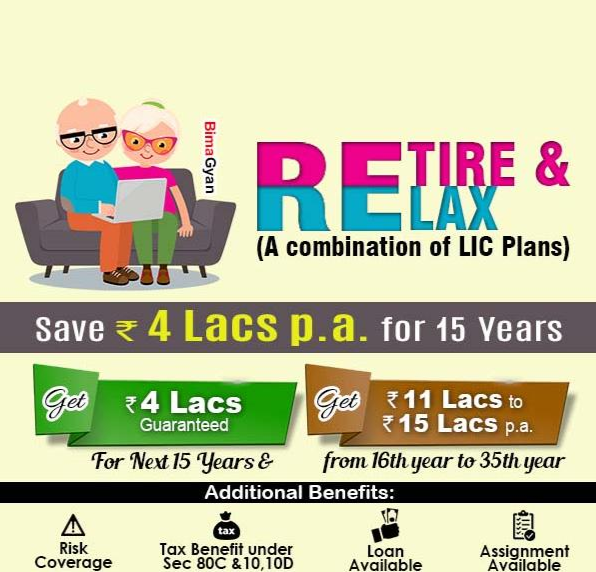 BimaGyan
RETIRE &
RELAX
(A combination of LIC Plans)
Save ₹ 4 Lacs p.a. for 15 Years
Get ₹4 Lacs
Guaranteed
For Next 15 Years &
Get ₹11 Lacs to
₹15 Lacs p.a.
from 16th year to 35th year
Additional Benefits:
tax
Risk
Coverage
Tax Benefit under
Sec 80C &10,10D
Loan
Available
Assignment
Available